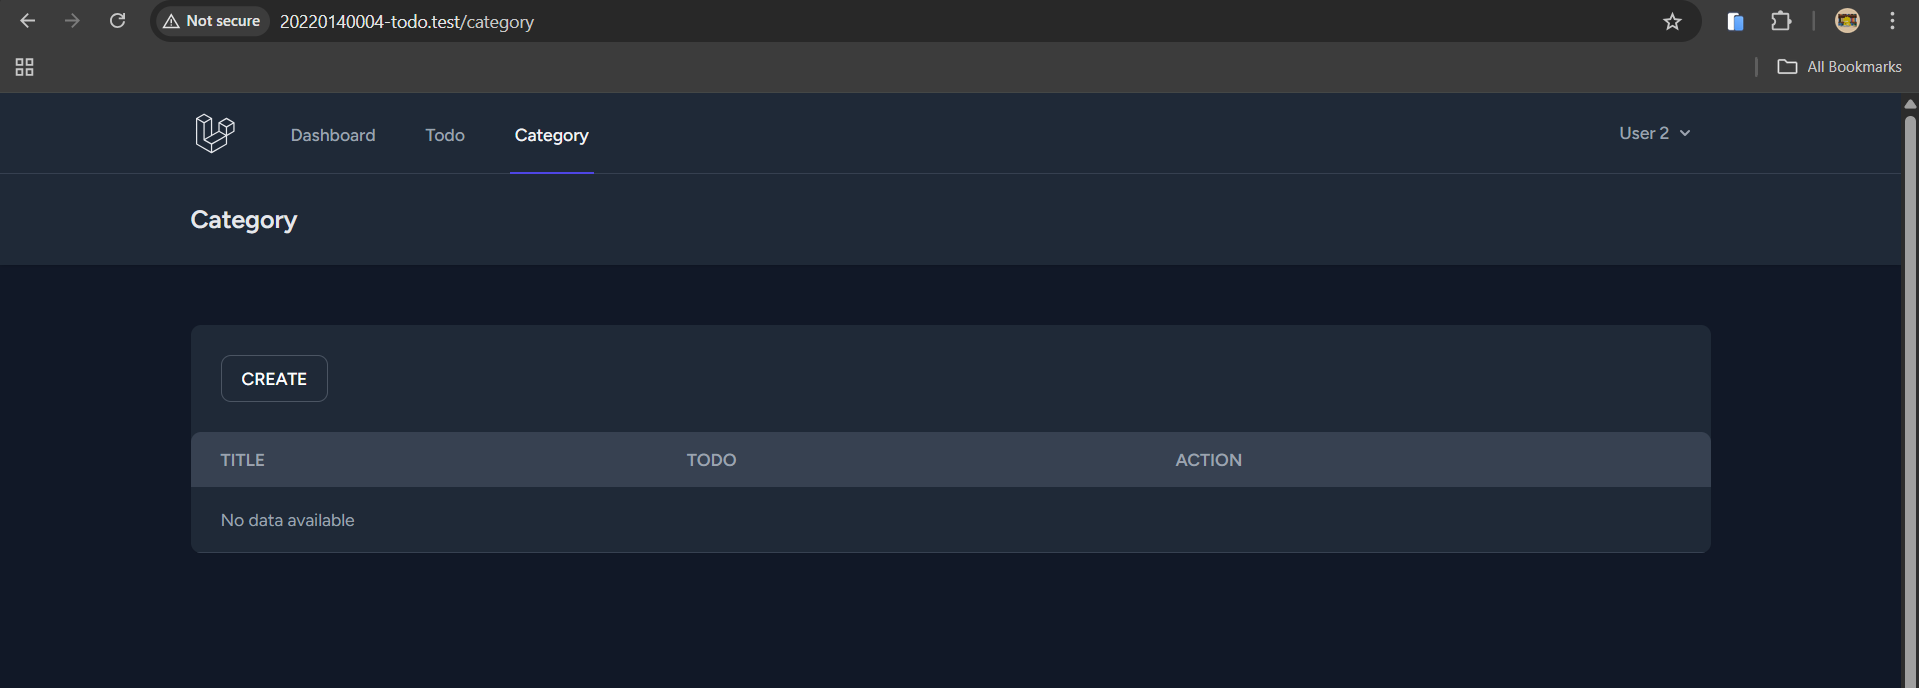 Not secure 20220140004-todo.test/category
All Bookmarks
Dashboard Todo Category User 2
Category
CREATE
TITLE TODO ACTION
No data available